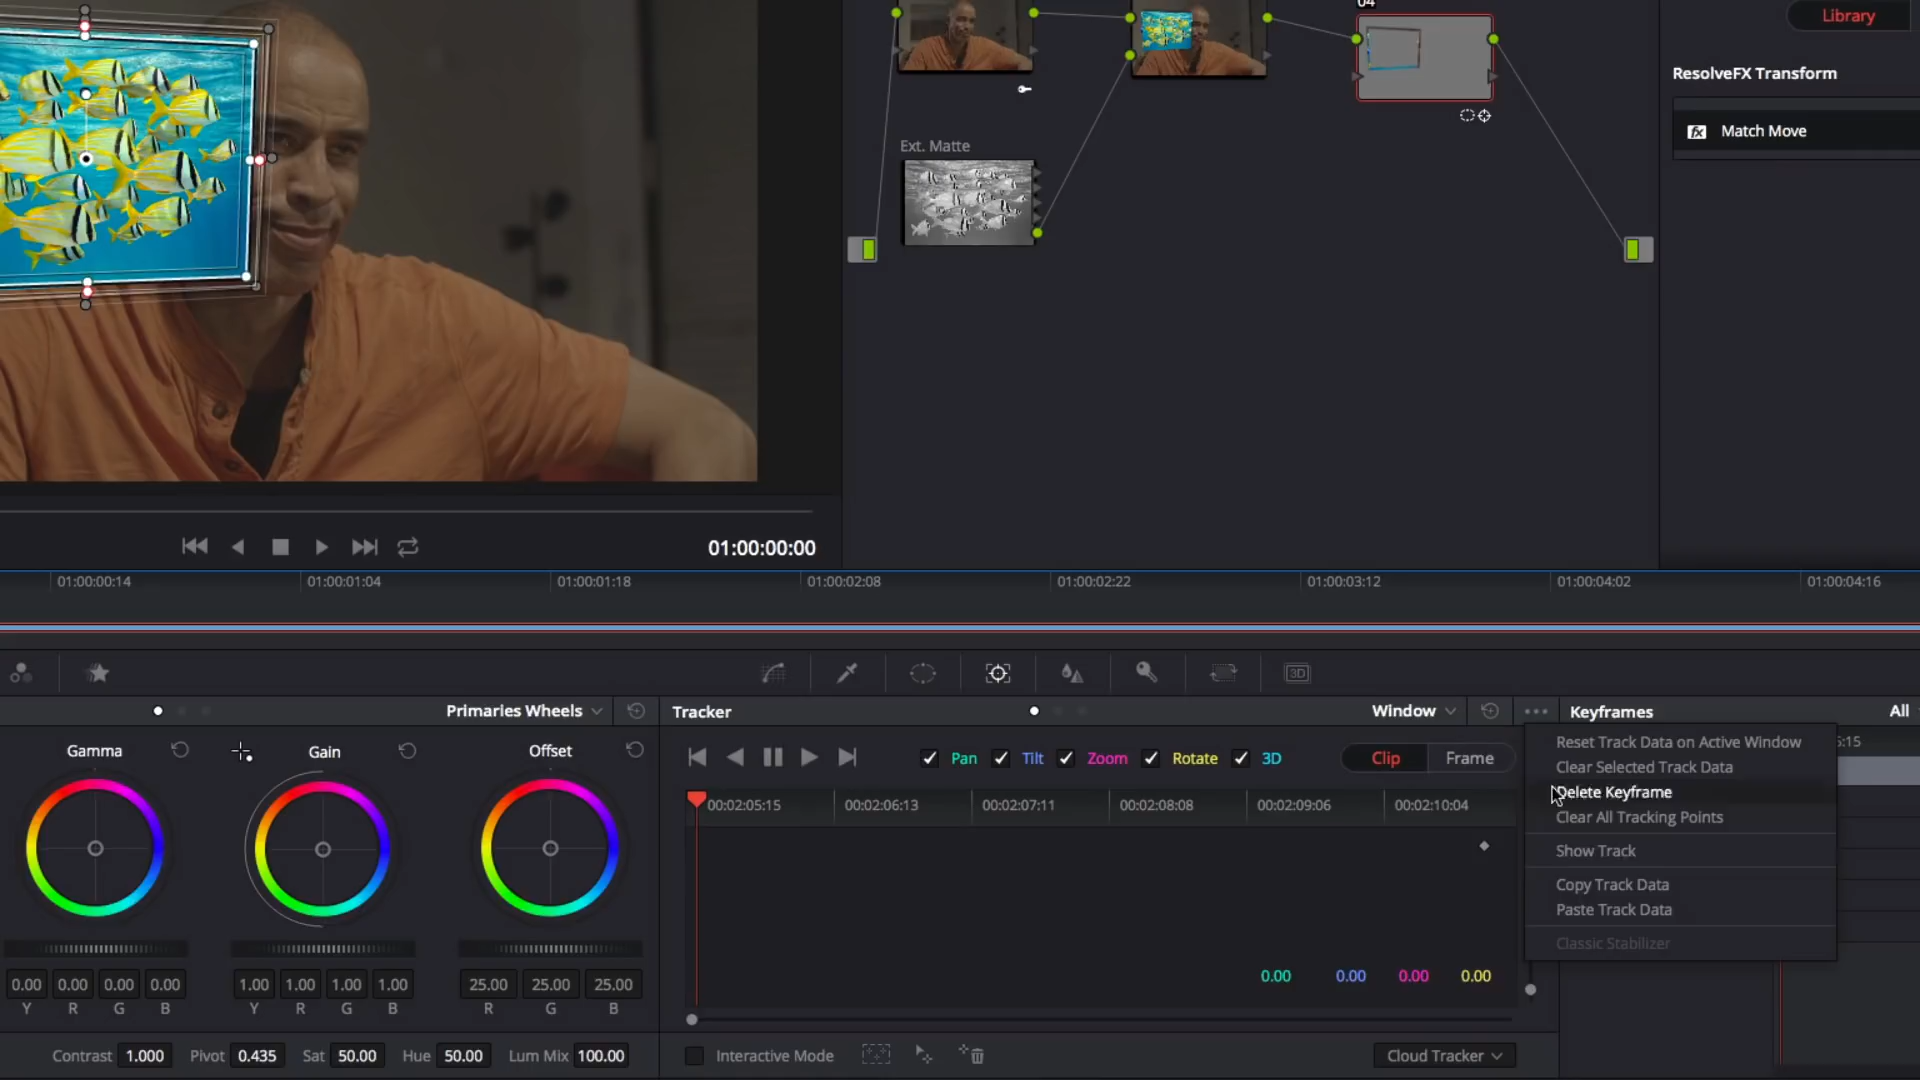 04
Library
ResolveFX Transform
fx Match Move
Ext. Matte
01:00:00:00
01:00:00:14 01:00:01:04 01:00:01:18 01:00:02:08 01:00:02:22 01:00:03:12 01:00:04:02 01:00:04:16
3D
Primaries Wheels
Tracker
Window
Keyframes
All
Gamma
Gain
Offset
Pan Tilt Zoom Rotate 3D
Clip Frame
00:02:05:15 00:02:06:13 00:02:07:11 00:02:08:08 00:02:09:06 00:02:10:04
Reset Track Data on Active Window
Clear Selected Track Data
Delete Keyframe
Clear All Tracking Points
Show Track
Copy Track Data
Paste Track Data
Classic Stabilizer
5:15
0.00 0.00 0.00 0.00
0.00 0.00 0.00 0.00
Y R G B
1.00 1.00 1.00 1.00
Y R G B
25.00 25.00 25.00
R G B
Contrast 1.000 Pivot 0.435 Sat 50.00 Hue 50.00 Lum Mix 100.00
Interactive Mode
Cloud Tracker